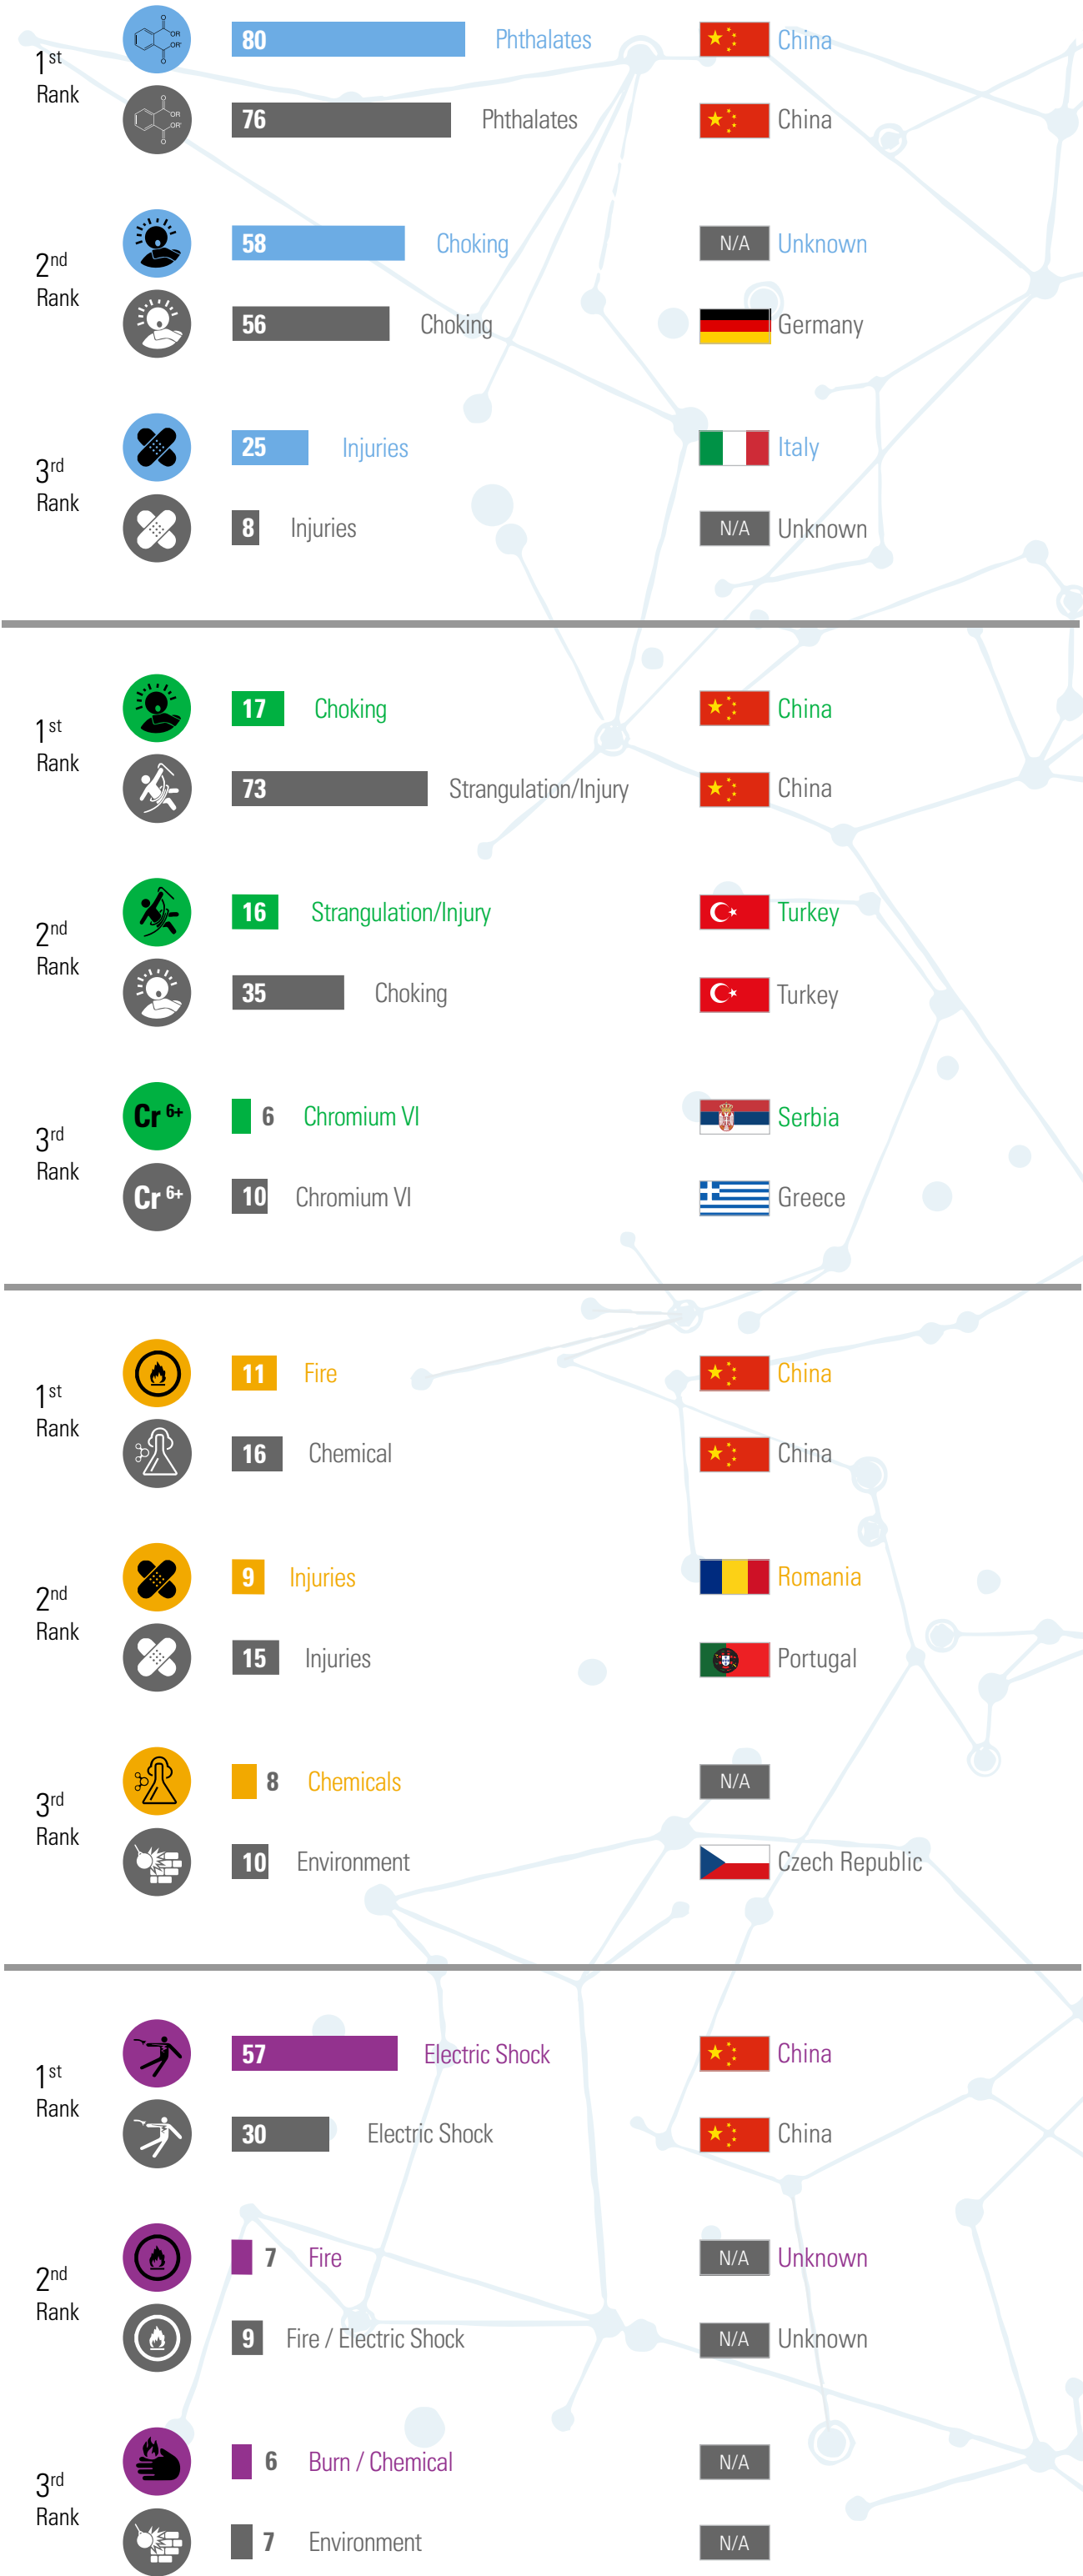 80 Phthalates China
1st
Rank
76 Phthalates China
58 Choking N/A Unknown
2nd
Rank
56 Choking Germany
25 Injuries Italy
3rd
Rank
8 Injuries N/A Unknown
17 Choking China
1st
Rank
73 Strangulation/Injury China
16 Strangulation/Injury Turkey
2nd
Rank
35 Choking Turkey
Cr 6+ 6 Chromium VI Serbia
3rd
Rank
Cr 6+ 10 Chromium VI Greece
11 Fire China
1st
Rank
16 Chemical China
9 Injuries Romania
2nd
Rank
15 Injuries Portugal
8 Chemicals N/A
3rd
Rank
10 Environment Czech Republic
57 Electric Shock China
1st
Rank
30 Electric Shock China
7 Fire N/A Unknown
2nd
Rank
9 Fire / Electric Shock N/A Unknown
6 Burn / Chemical N/A
3rd
Rank
7 Environment N/A